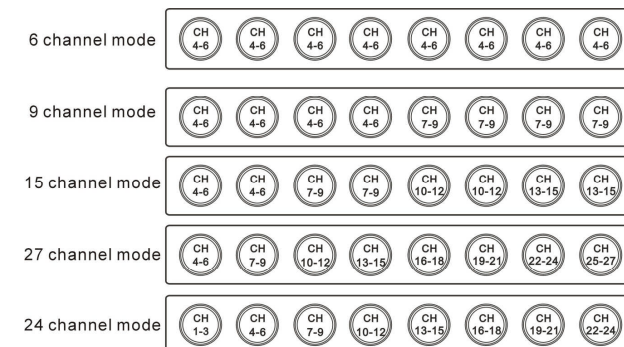 6 channel mode CH 4-6 CH 4-6 CH 4-6 CH 4-6 CH 4-6 CH 4-6 CH 4-6 CH 4-6
9 channel mode CH 4-6 CH 4-6 CH 4-6 CH 4-6 CH 7-9 CH 7-9 CH 7-9 CH 7-9
15 channel mode CH 4-6 CH 4-6 CH 7-9 CH 7-9 CH 10-12 CH 10-12 CH 13-15 CH 13-15
27 channel mode CH 4-6 CH 7-9 CH 10-12 CH 13-15 CH 16-18 CH 19-21 CH 22-24 CH 25-27
24 channel mode CH 1-3 CH 4-6 CH 7-9 CH 10-12 CH 13-15 CH 16-18 CH 19-21 CH 22-24